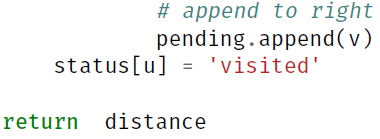 # append to right
pending.append(v)
status[u] = 'visited'
return distance